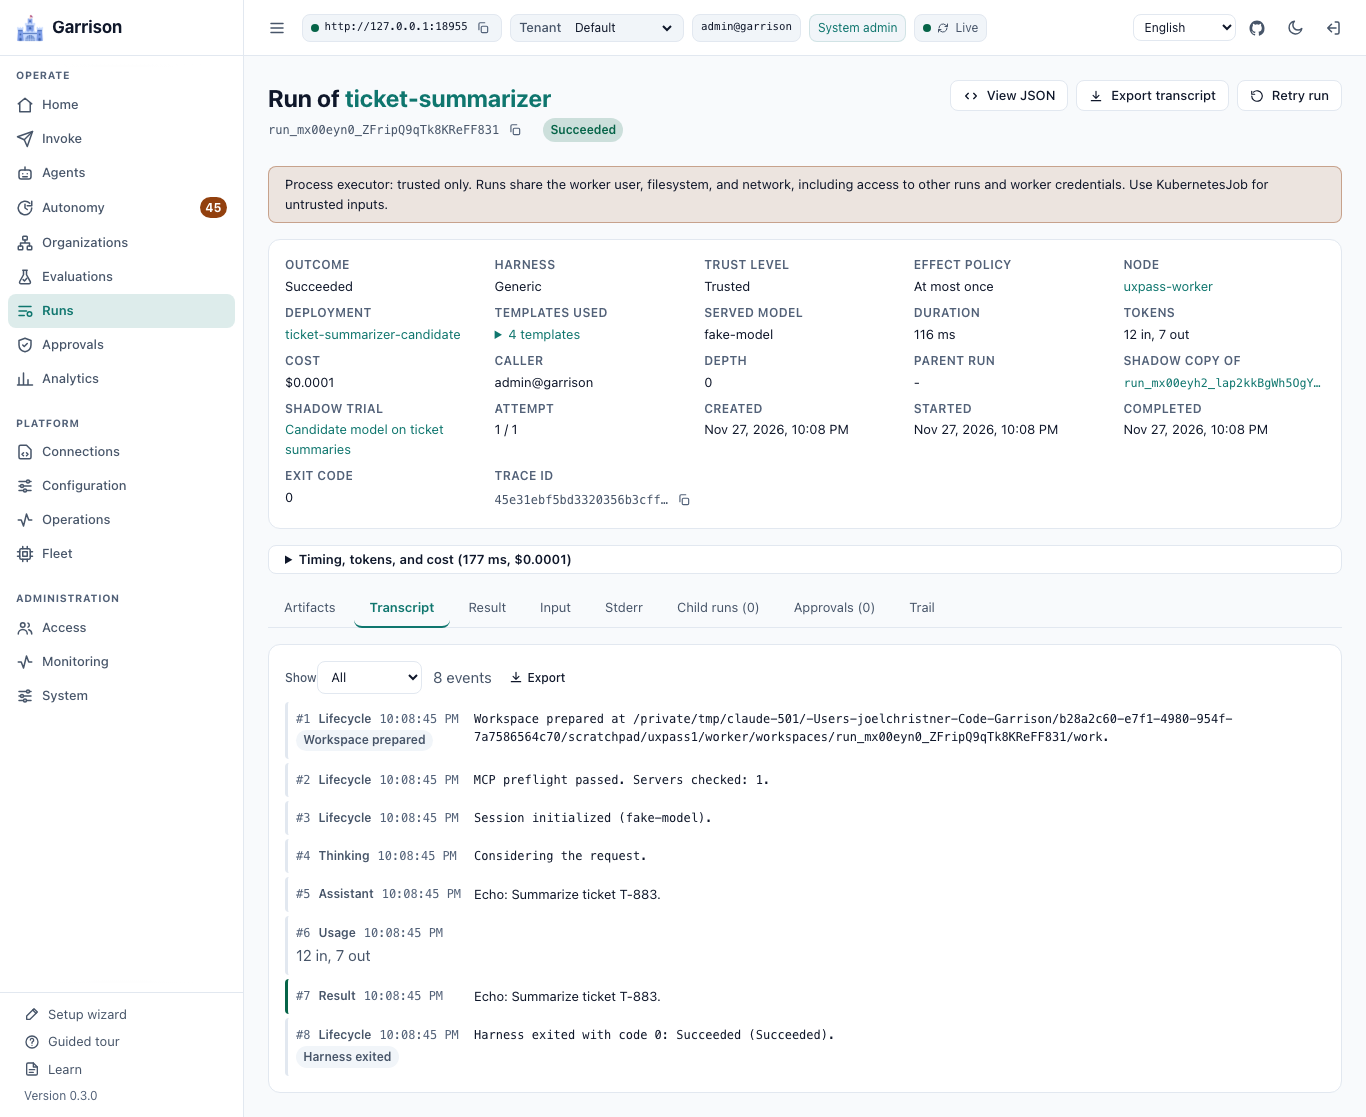 Garrison
http://127.0.0.1:18955
Tenant Default
admin@garrison
System admin
Live
English
OPERATE
Home
Invoke
Agents
Autonomy 45
Organizations
Evaluations
Runs
Approvals
Analytics
PLATFORM
Connections
Configuration
Operations
Fleet
ADMINISTRATION
Access
Monitoring
System
Setup wizard
Guided tour
Learn
Version 0.3.0
Run of ticket-summarizer
View JSON
Export transcript
Retry run
run_mx00eyn0_ZFripQ9qTk8KReFF831 Succeeded
Process executor: trusted only. Runs share the worker user, filesystem, and network, including access to other runs and worker credentials. Use KubernetesJob for
untrusted inputs.
OUTCOME HARNESS TRUST LEVEL EFFECT POLICY NODE
Succeeded Generic Trusted At most once uxpass-worker
DEPLOYMENT TEMPLATES USED SERVED MODEL DURATION TOKENS
ticket-summarizer-candidate 4 templates fake-model 116 ms 12 in, 7 out
COST CALLER DEPTH PARENT RUN SHADOW COPY OF
$0.0001 admin@garrison 0 - run_mx00eyh2_lap2kkBgWh5OgY…
SHADOW TRIAL ATTEMPT CREATED STARTED COMPLETED
Candidate model on ticket 1 / 1 Nov 27, 2026, 10:08 PM Nov 27, 2026, 10:08 PM Nov 27, 2026, 10:08 PM
summaries
EXIT CODE TRACE ID
0 45e31ebf5bd3320356b3cff…
Timing, tokens, and cost (177 ms, $0.0001)
Artifacts Transcript Result Input Stderr Child runs (0) Approvals (0) Trail
Show All 8 events Export
#1 Lifecycle 10:08:45 PM Workspace prepared at /private/tmp/claude-501/-Users-joelchristner-Code-Garrison/b28a2c60-e7f1-4980-954f-
Workspace prepared 7a7586564c70/scratchpad/uxpass1/worker/workspaces/run_mx00eyn0_ZFripQ9qTk8KReFF831/work.
#2 Lifecycle 10:08:45 PM MCP preflight passed. Servers checked: 1.
#3 Lifecycle 10:08:45 PM Session initialized (fake-model).
#4 Thinking 10:08:45 PM Considering the request.
#5 Assistant 10:08:45 PM Echo: Summarize ticket T-883.
#6 Usage 10:08:45 PM
12 in, 7 out
#7 Result 10:08:45 PM Echo: Summarize ticket T-883.
#8 Lifecycle 10:08:45 PM Harness exited with code 0: Succeeded (Succeeded).
Harness exited